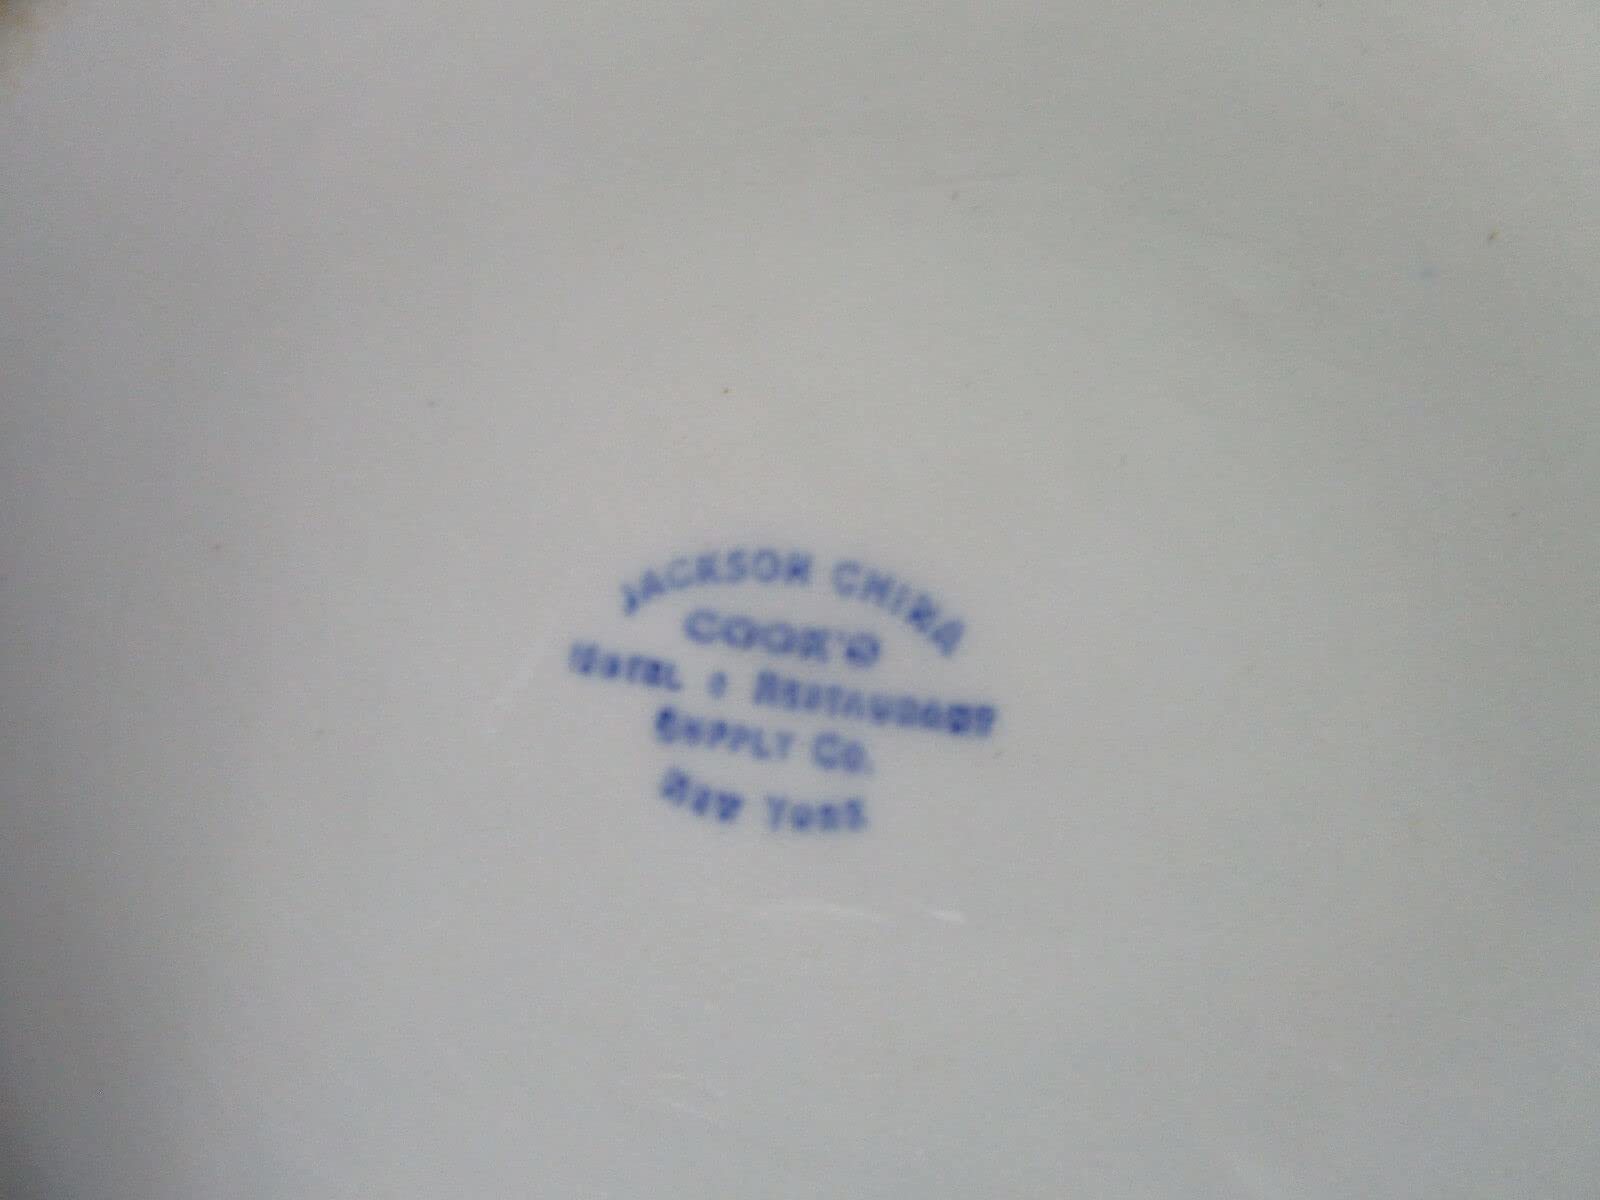 JACKSON CHINA
COOK'S
HOTEL & RESTAURANT
SUPPLY CO.
NEW YORK